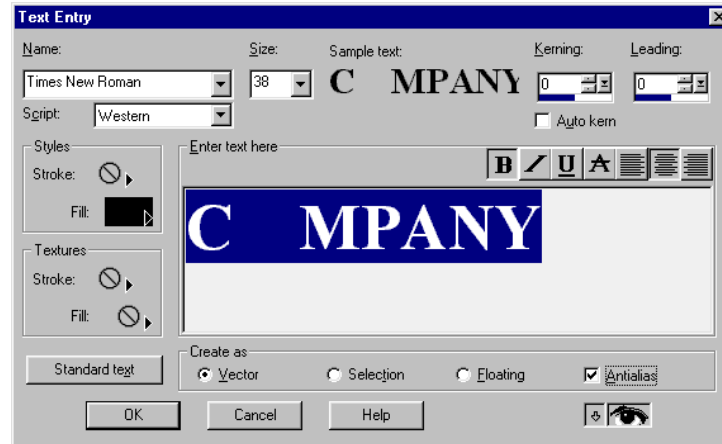 Text Entry
Name:
Size:
Sample text:
Kerning:
Leading:
Times New Roman
38
C MPANY
0
0
Script:
Western
Auto kern
Styles
Stroke:
Fill:
Enter text here
B I U A
C MPANY
Textures
Stroke:
Fill:
Standard text
Create as
Vector
Selection
Floating
Antialias
OK
Cancel
Help